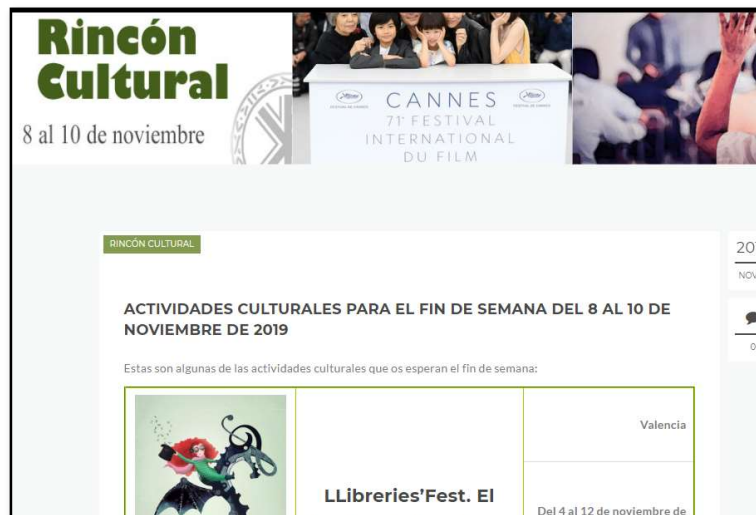 Rincón
Cultural
8 al 10 de noviembre
CANNES
71e FESTIVAL
INTERNATIONAL
DU FILM
RINCÓN CULTURAL
NOV
ACTIVIDADES CULTURALES PARA EL FIN DE SEMANA DEL 8 AL 10 DE
NOVIEMBRE DE 2019
0
Estas son algunas de las actividades culturales que os esperan el fin de semana:
Valencia
LLibreries’Fest. El
Del 4 al 12 de noviembre de